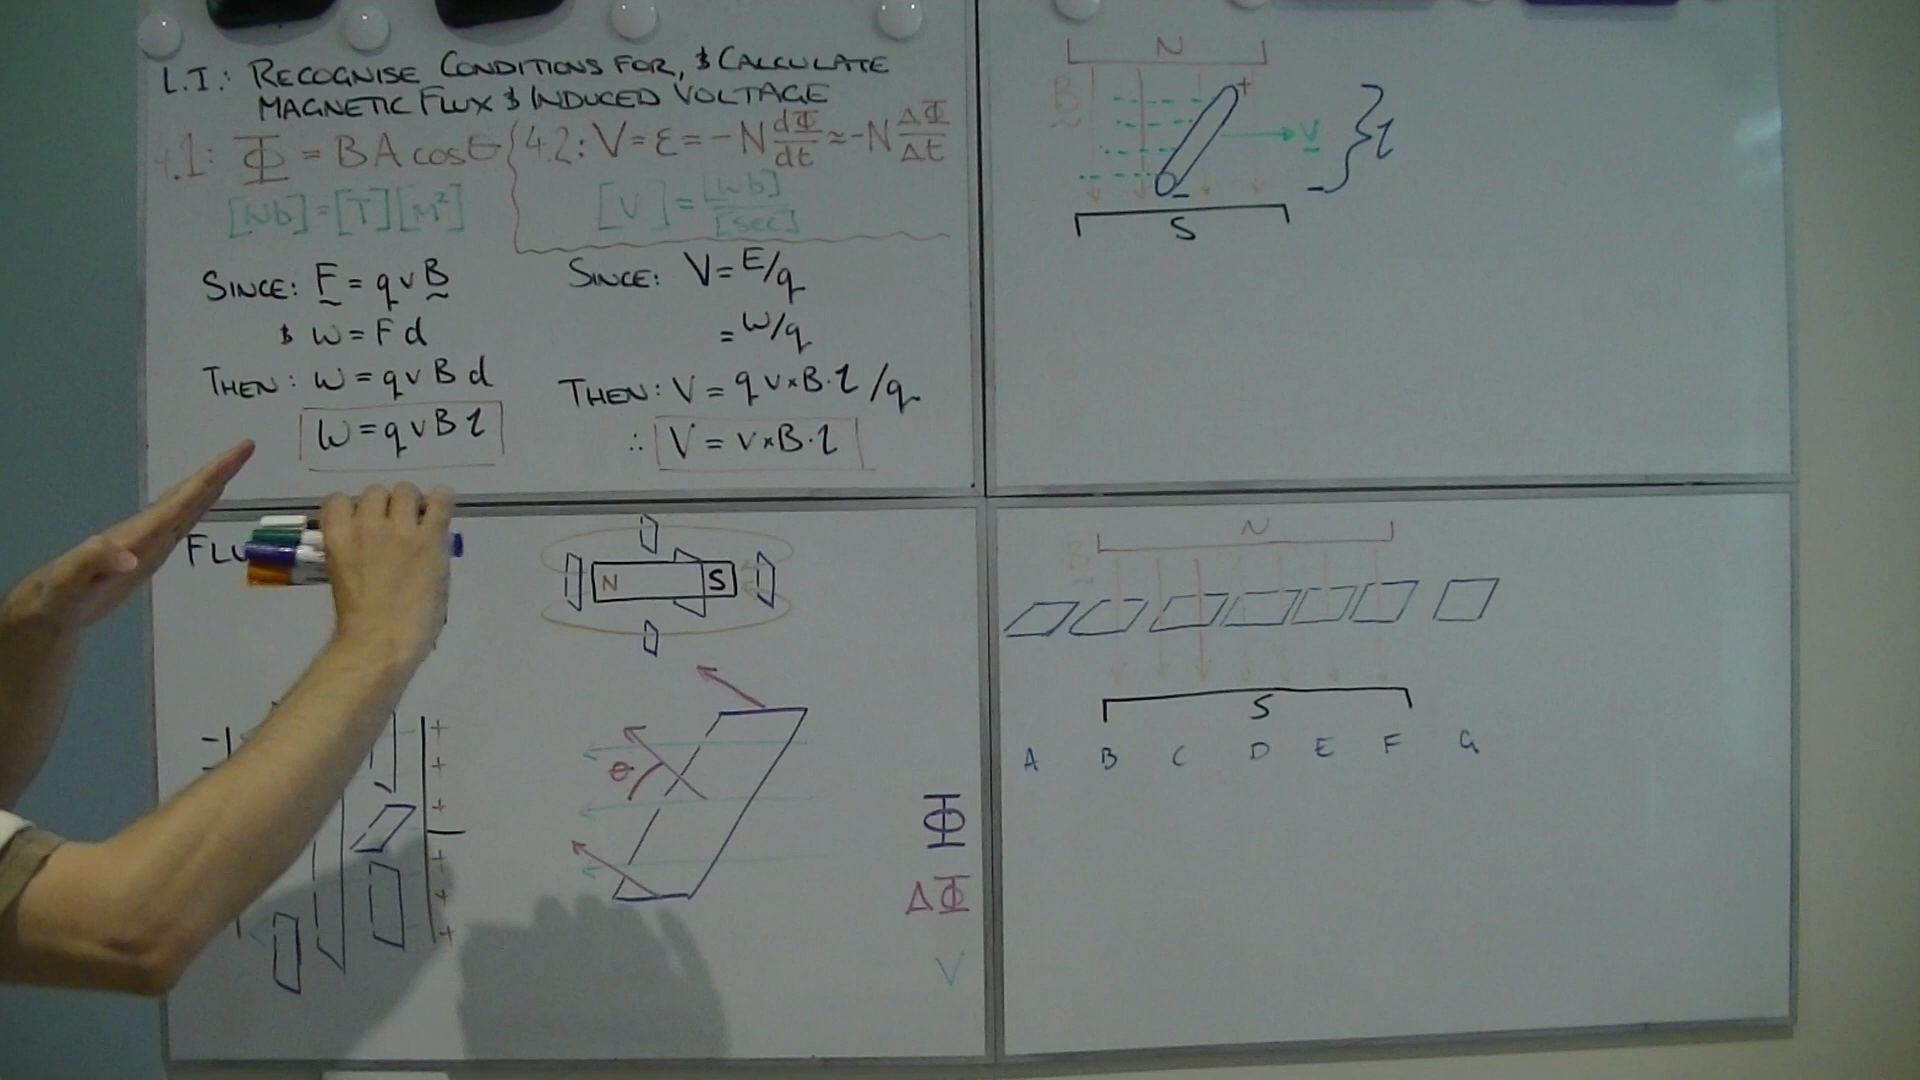 L.I.: RECOGNISE CONDITIONS FOR, & CALCULATE
MAGNETIC FLUX & INDUCED VOLTAGE
4.1: Φ = BA cosθ
4.2: V = ε = -N dΦ/dt ≈ -N ΔΦ/Δt
[Wb] = [T][M²]
[V] = [Wb]/[sec]
SINCE: F = qvB
& W = Fd
THEN: W = qvBd
W = qvBl
SINCE: V = E/q
= W/q
THEN: V = qv×B·l/q
∴ V = v×B·l
N
B
+
v
l
-
S
FLU
N S
θ
-
+
+
+
+
+
+
Φ
ΔΦ
V
N
B
S
A B C D E F G